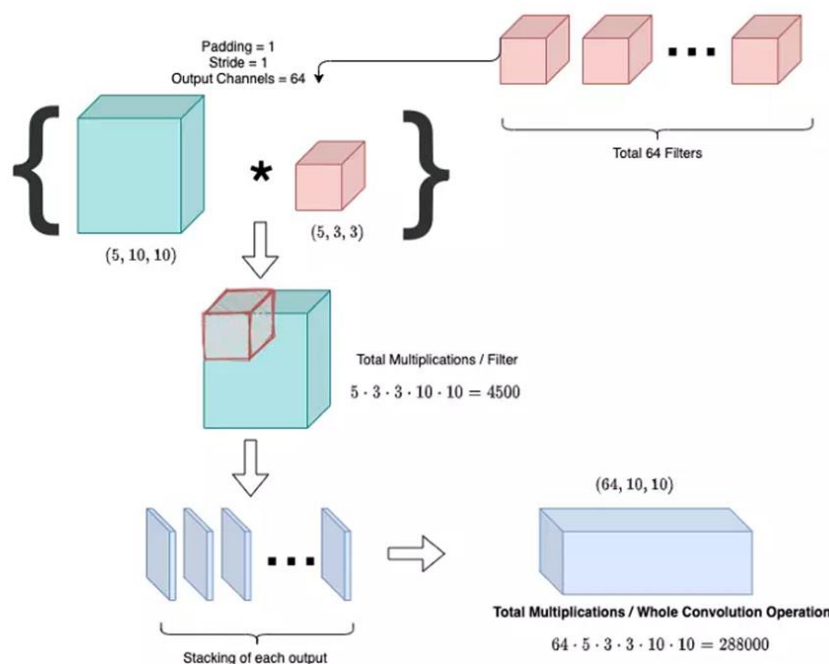 Padding = 1
Stride = 1
Output Channels = 64
Total 64 Filters
{
*
}
(5, 10, 10)
(5, 3, 3)
Total Multiplications / Filter
5 · 3 · 3 · 10 · 10 = 4500
(64, 10, 10)
Total Multiplications / Whole Convolution Operation
64 · 5 · 3 · 3 · 10 · 10 = 288000
Stacking of each output